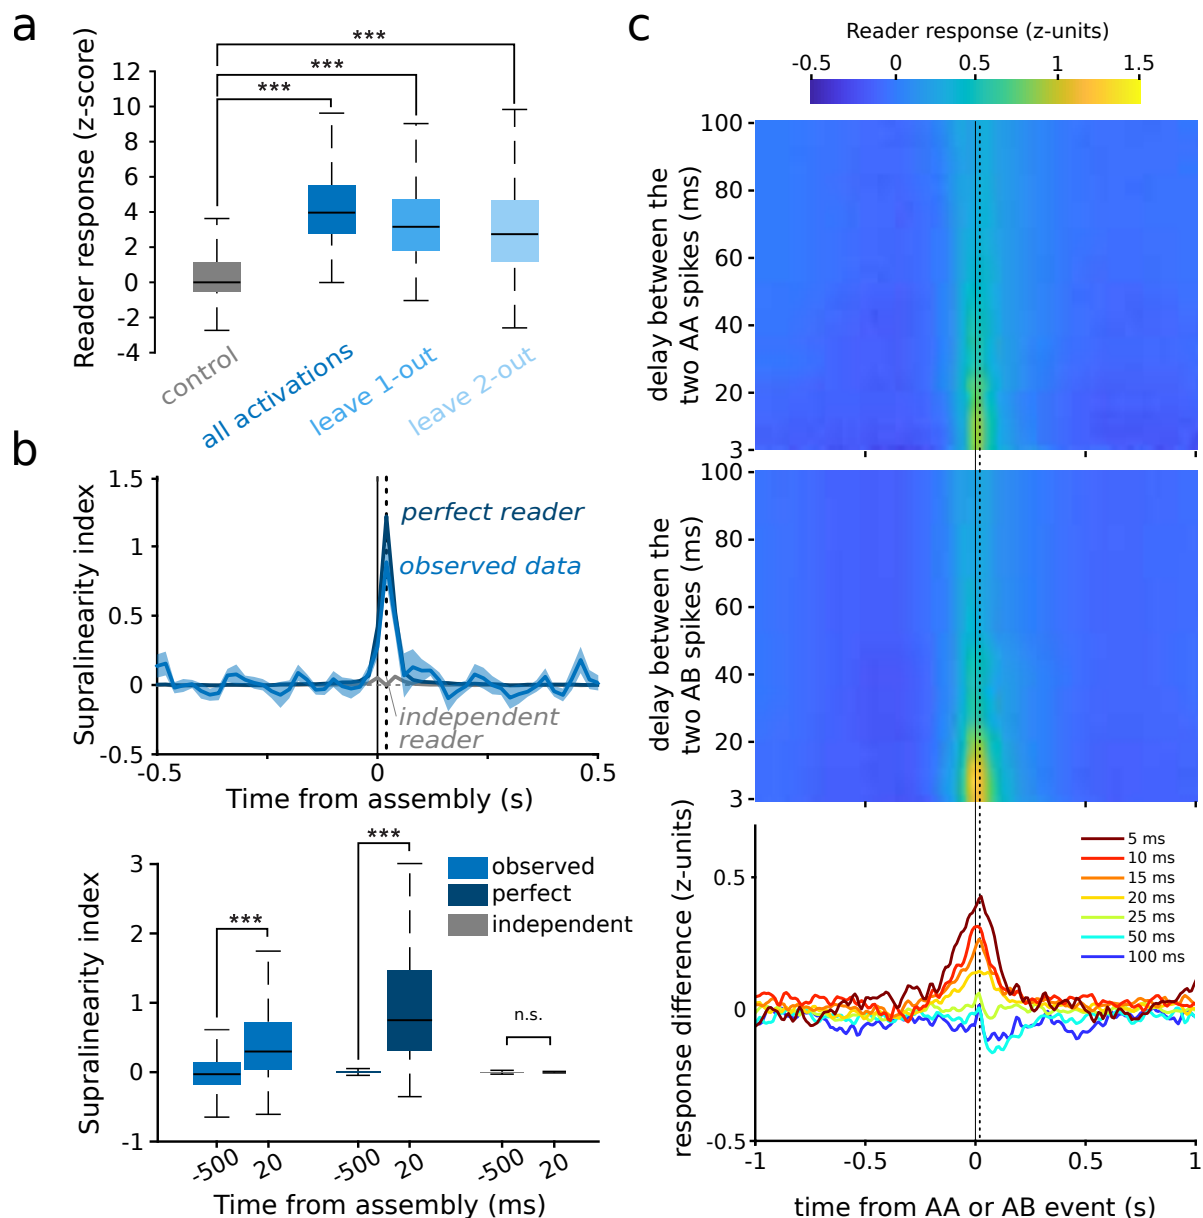 a
Reader response (z-score)
12
10
8
6
4
2
0
-2
-4
***
***
***
control
all activations
leave 1-out
leave 2-out
b
Supralinearity index
1.5
1
0.5
0
-0.5
perfect reader
observed data
independent
reader
-0.5
0
0.5
Time from assembly (s)
Supralinearity index
3
2
1
0
-1
***
***
n.s.
observed
perfect
independent
-500
20
-500
20
-500
20
Time from assembly (ms)
c
Reader response (z-units)
-0.5
0
0.5
1
1.5
delay between the
two AA spikes (ms)
100
80
60
40
20
3
delay between the
two AB spikes (ms)
100
80
60
40
20
3
response difference (z-units)
0.5
0
-0.5
5 ms
10 ms
15 ms
20 ms
25 ms
50 ms
100 ms
-1
-0.5
0
0.5
1
time from AA or AB event (s)